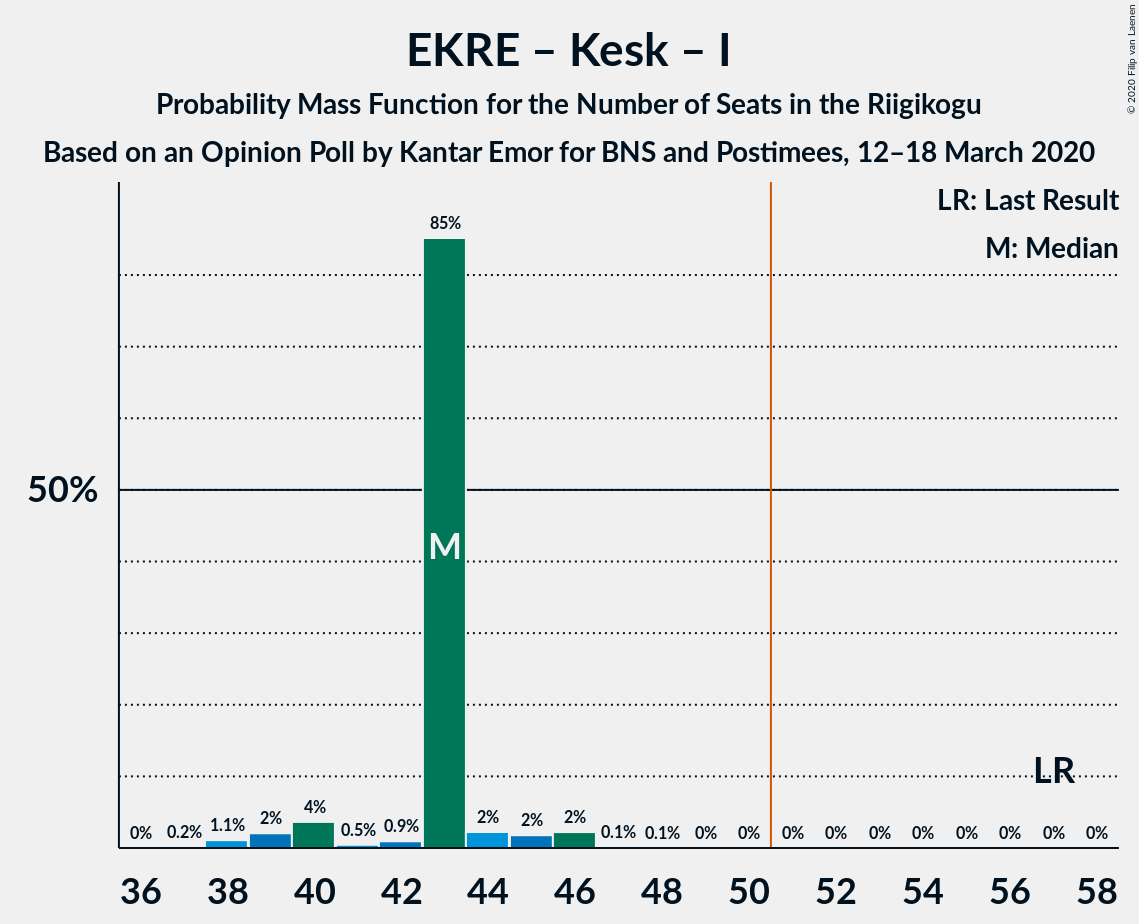 EKRE – Kesk – I
Probability Mass Function for the Number of Seats in the Riigikogu
Based on an Opinion Poll by Kantar Emor for BNS and Postimees, 12–18 March 2020
© 2020 Filip van Laenen
LR: Last Result
M: Median
85%
50%
M
LR
0% 0.2% 1.1% 2% 4% 0.5% 0.9% 2% 2% 2% 0.1% 0.1% 0% 0% 0% 0% 0% 0% 0% 0% 0% 0%
36 38 40 42 44 46 48 50 52 54 56 58